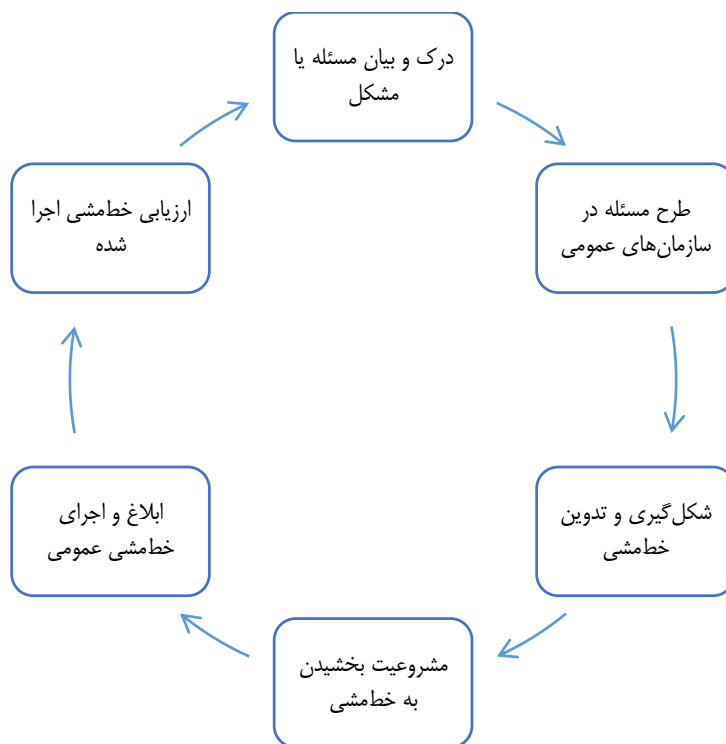 درک و بیان مسئله یا
مشکل
طرح مسئله در
سازمان‌های عمومی
شکل‌گیری و تدوین
خط‌مشی
مشروعیت بخشیدن
به خط‌مشی
ابلاغ و اجرای
خط‌مشی عمومی
ارزیابی خط‌مشی اجرا
شده